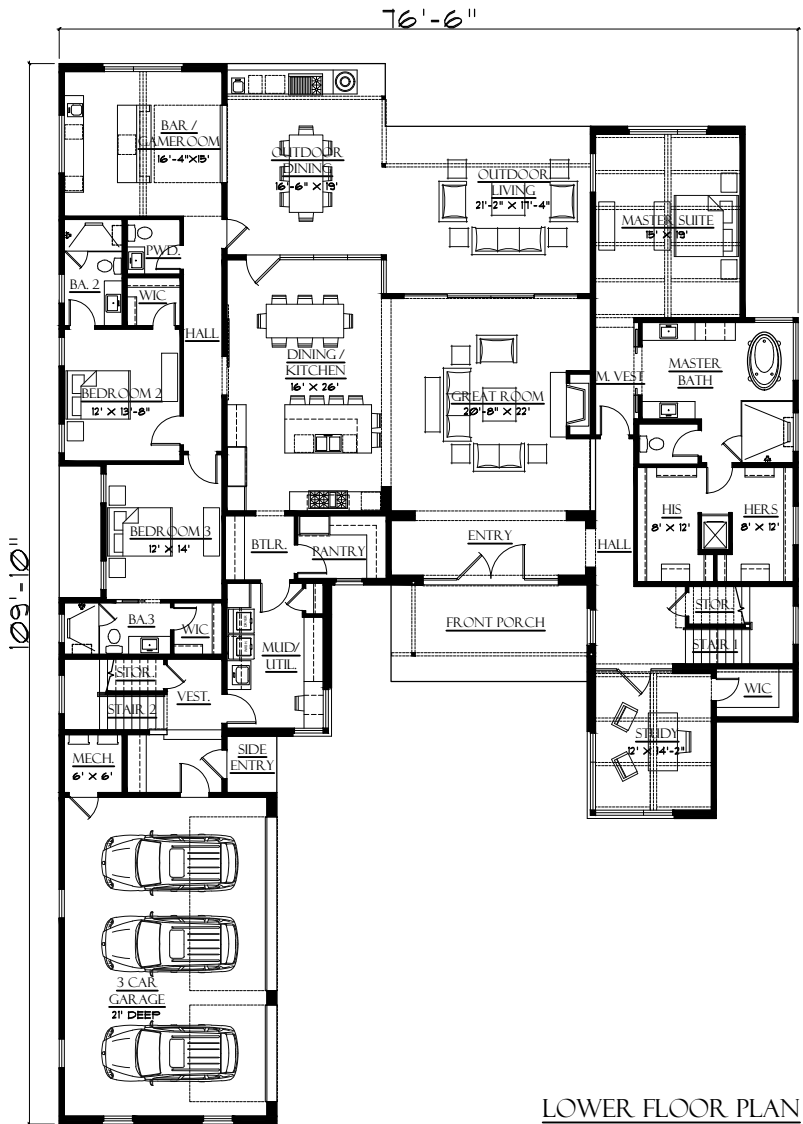 76'-6"
109'-10"
BAR /
GAMEROOM
16'-4"X15'
OUTDOOR
DINING
16'-6" X 19'
OUTDOOR
LIVING
21'-2" X 17'-4"
MASTER SUITE
15' X 19'
PWD.
BA. 2
WIC
HALL
BEDROOM 2
12' X 13'-8"
DINING /
KITCHEN
16' X 26'
GREAT ROOM
20'-8" X 22'
M. VEST
MASTER
BATH
HIS
8' X 12'
HERS
8' X 12'
BEDROOM 3
12' X 14'
BTLR.
PANTRY
ENTRY
HALL
FRONT PORCH
STOR.
STAIR 1
BA.3
WIC
MUD/
UTIL.
STOR.
STAIR 2
VEST.
WIC
STUDY
12' X 14'-2"
MECH.
6' X 6'
SIDE
ENTRY
3 CAR
GARAGE
21' DEEP
LOWER FLOOR PLAN